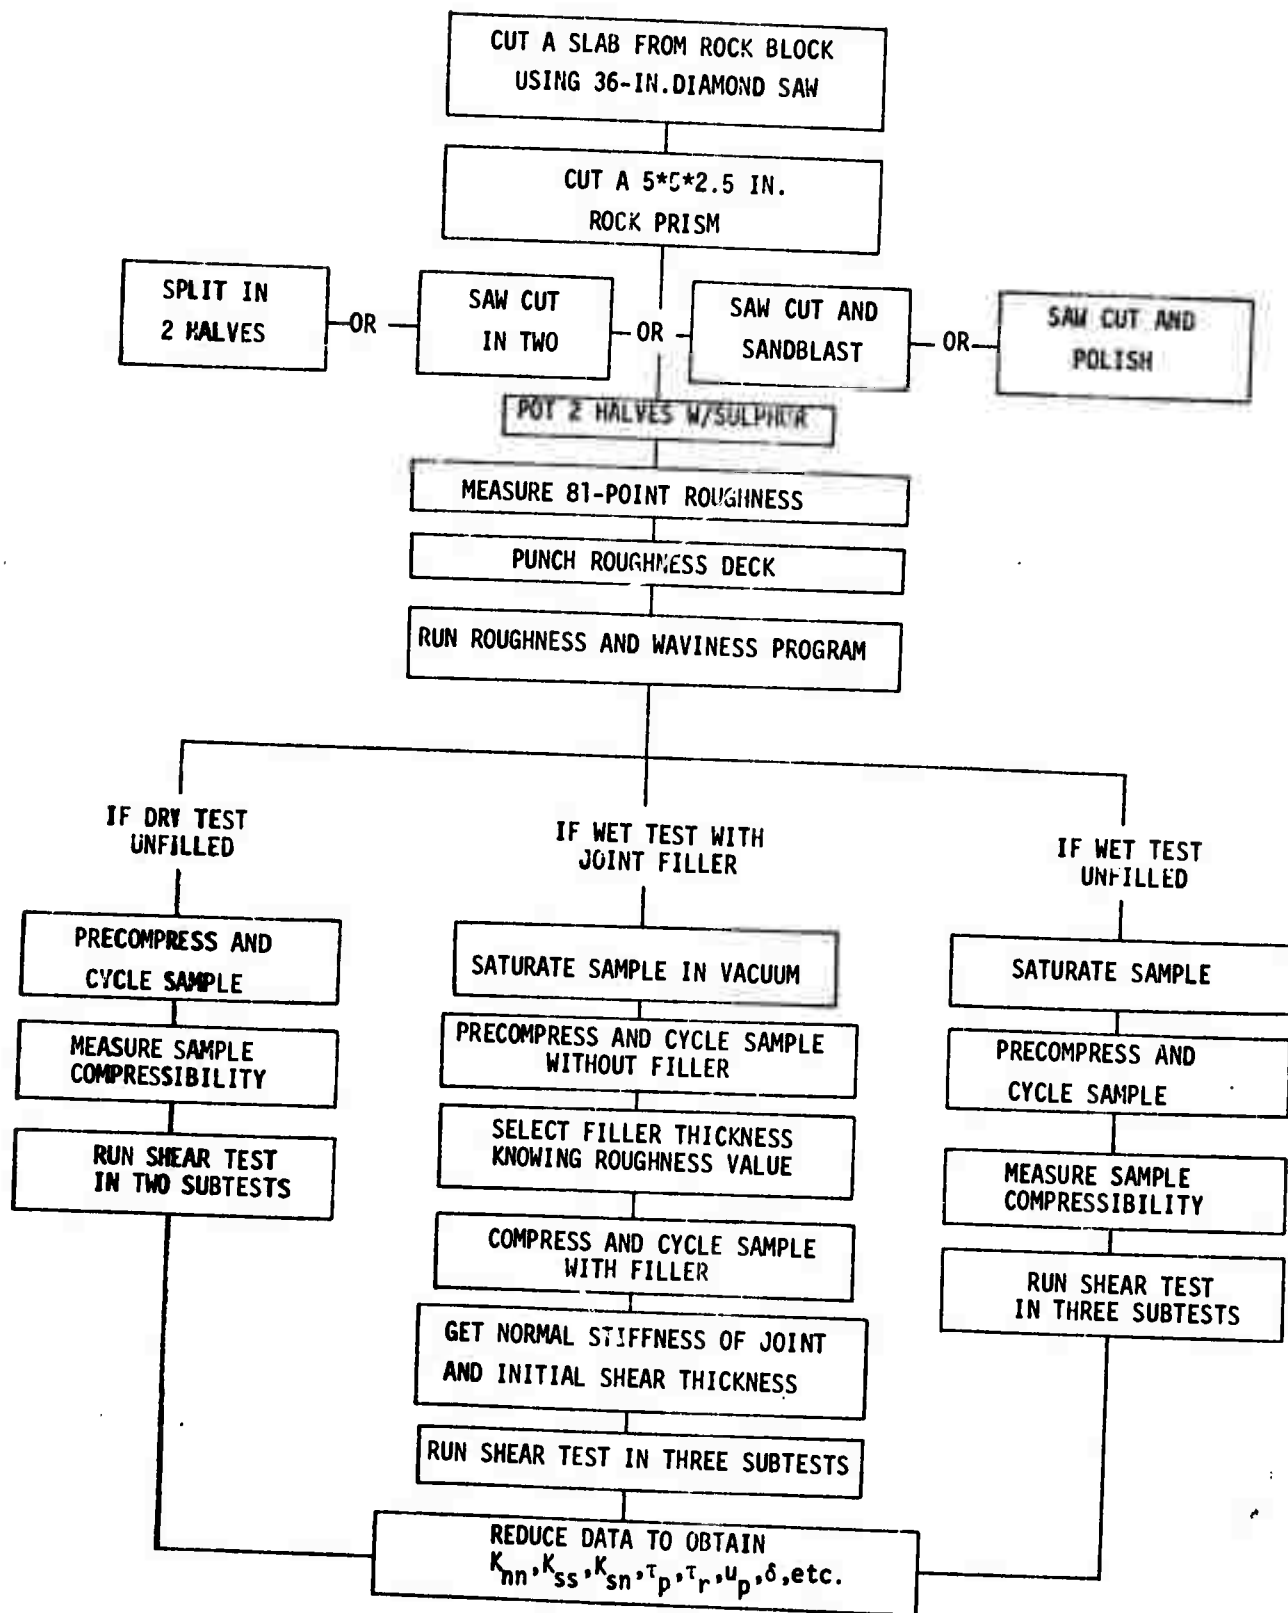 CUT A SLAB FROM ROCK BLOCK
USING 36-IN.DIAMOND SAW
CUT A 5*5*2.5 IN.
ROCK PRISM
SPLIT IN
2 HALVES
OR
SAW CUT
IN TWO
OR
SAW CUT AND
SANDBLAST
OR
SAW CUT AND
POLISH
POT 2 HALVES W/SULPHUR
MEASURE 81-POINT ROUGHNESS
PUNCH ROUGHNESS DECK
RUN ROUGHNESS AND WAVINESS PROGRAM
IF DRY TEST
UNFILLED
PRECOMPRESS AND
CYCLE SAMPLE
MEASURE SAMPLE
COMPRESSIBILITY
RUN SHEAR TEST
IN TWO SUBTESTS
IF WET TEST WITH
JOINT FILLER
SATURATE SAMPLE IN VACUUM
PRECOMPRESS AND CYCLE SAMPLE
WITHOUT FILLER
SELECT FILLER THICKNESS
KNOWING ROUGHNESS VALUE
COMPRESS AND CYCLE SAMPLE
WITH FILLER
GET NORMAL STIFFNESS OF JOINT
AND INITIAL SHEAR THICKNESS
RUN SHEAR TEST IN THREE SUBTESTS
IF WET TEST
UNFILLED
SATURATE SAMPLE
PRECOMPRESS AND
CYCLE SAMPLE
MEASURE SAMPLE
COMPRESSIBILITY
RUN SHEAR TEST
IN THREE SUBTESTS
REDUCE DATA TO OBTAIN
K_nn, K_ss, K_sn, τ_p, τ_r, u_p, δ, etc.